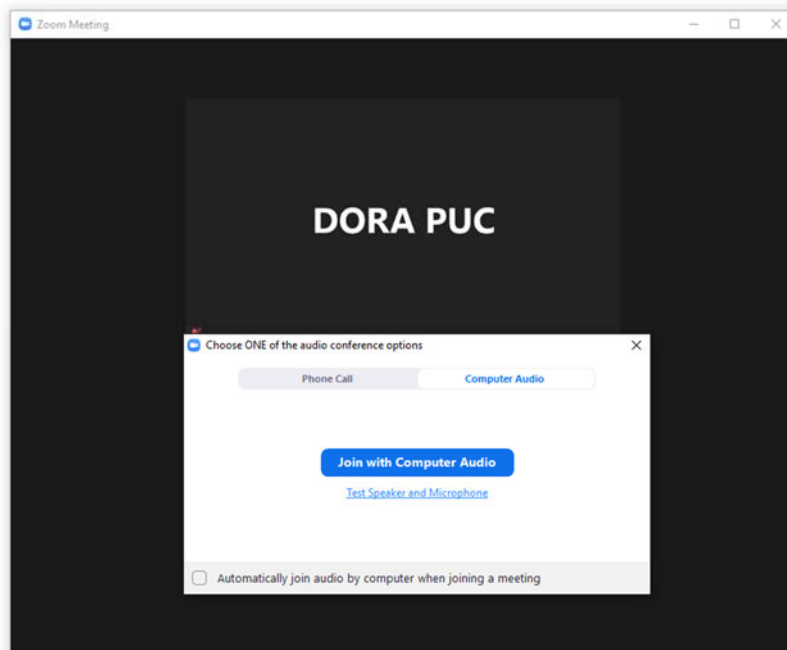 Zoom Meeting
DORA PUC
Choose ONE of the audio conference options
Phone Call
Computer Audio
Join with Computer Audio
Test Speaker and Microphone
Automatically join audio by computer when joining a meeting